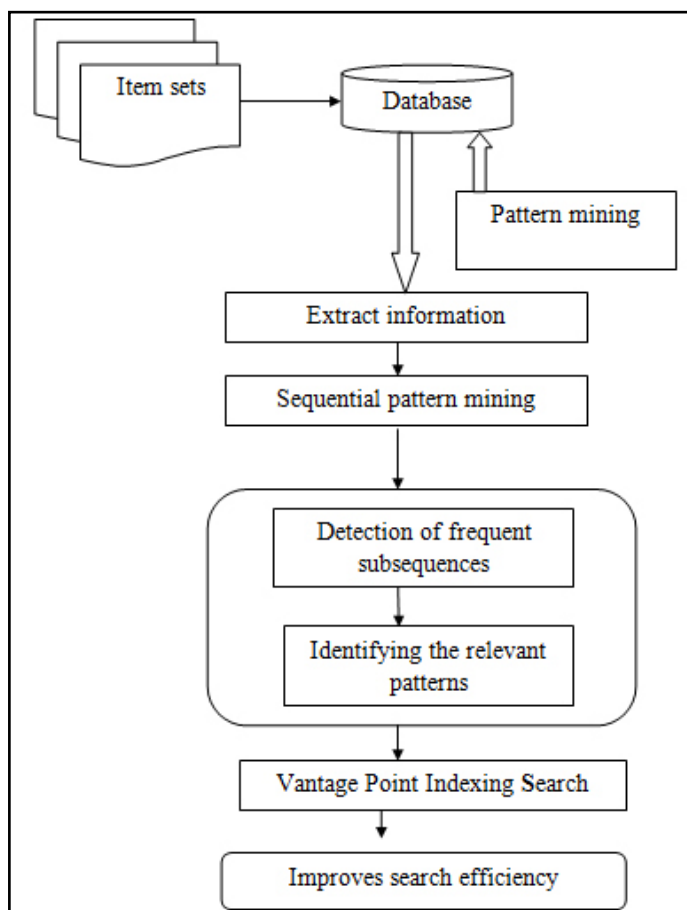 Item sets
Database
Pattern mining
Extract information
Sequential pattern mining
Detection of frequent
subsequences
Identifying the relevant
patterns
Vantage Point Indexing Search
Improves search efficiency